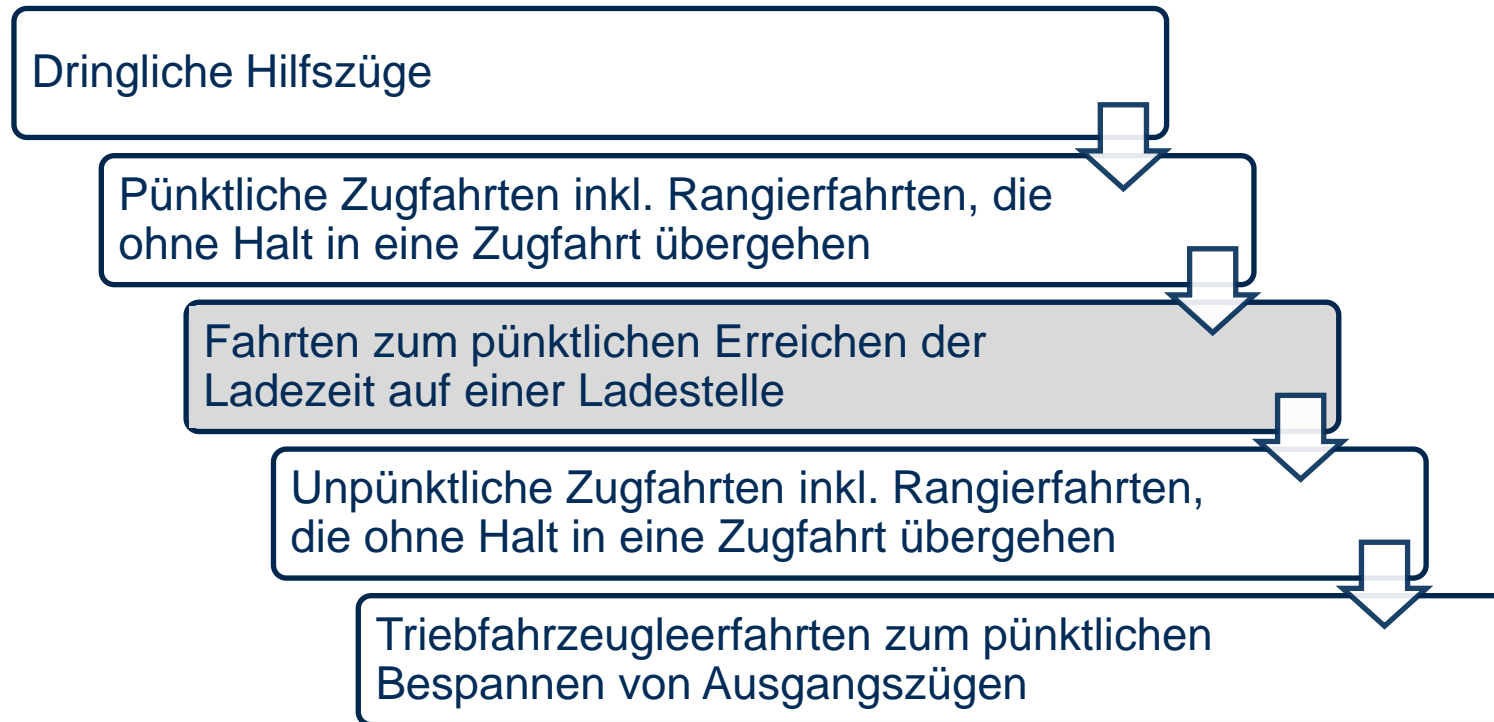 Dringliche Hilfszüge
Pünktliche Zugfahrten inkl. Rangierfahrten, die
ohne Halt in eine Zugfahrt übergehen
Fahrten zum pünktlichen Erreichen der
Ladezeit auf einer Ladestelle
Unpünktliche Zugfahrten inkl. Rangierfahrten,
die ohne Halt in eine Zugfahrt übergehen
Triebfahrzeugleerfahrten zum pünktlichen
Bespannen von Ausgangszügen